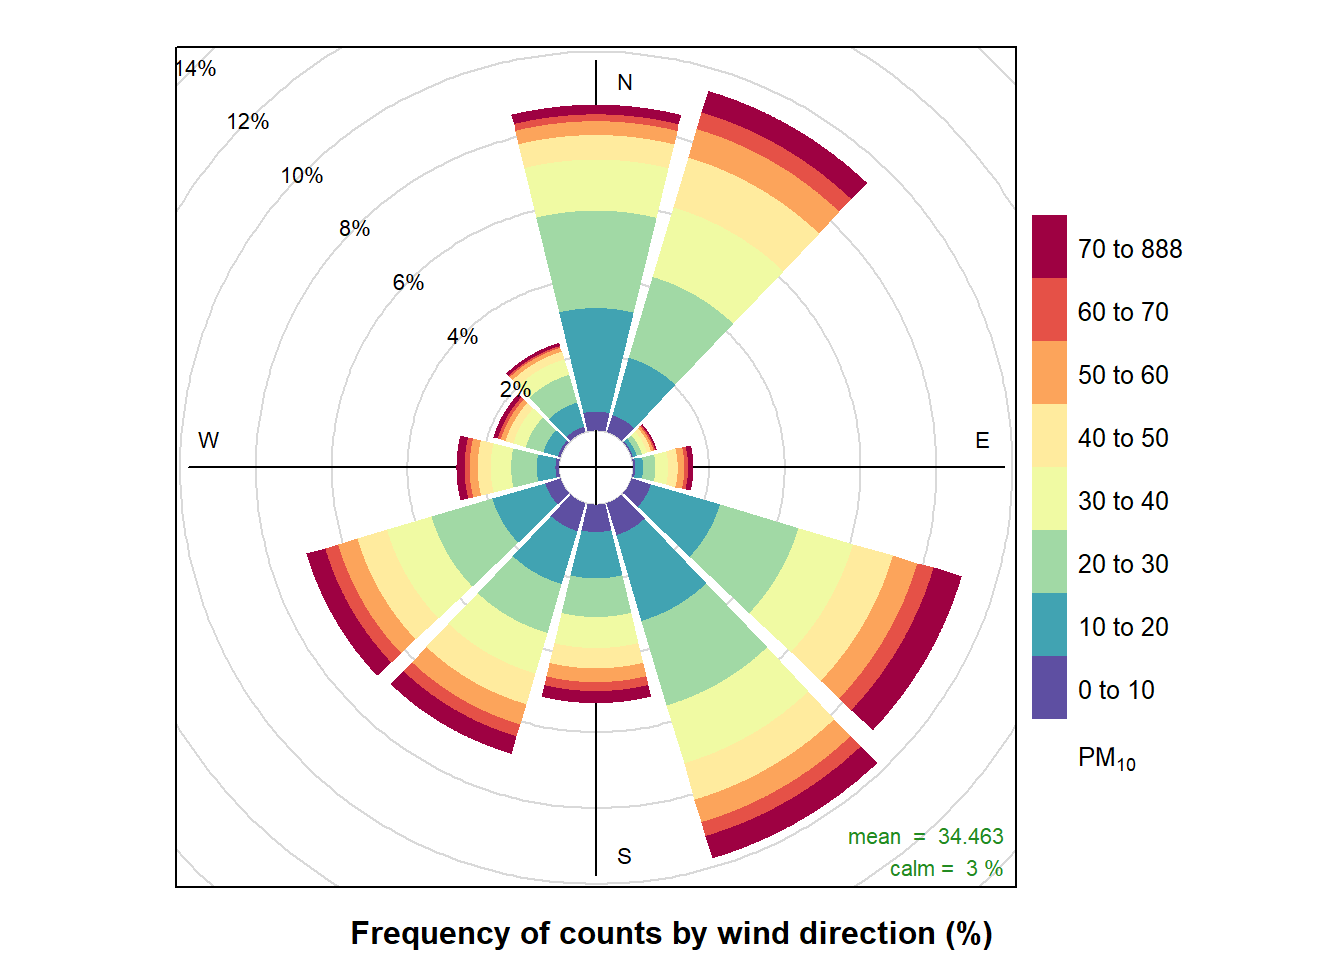 14%
12%
10%
8%
6%
4%
2%
N
W
E
S
70 to 888
60 to 70
50 to 60
40 to 50
30 to 40
20 to 30
10 to 20
0 to 10
PM₁₀
mean = 34.463
calm = 3 %
Frequency of counts by wind direction (%)